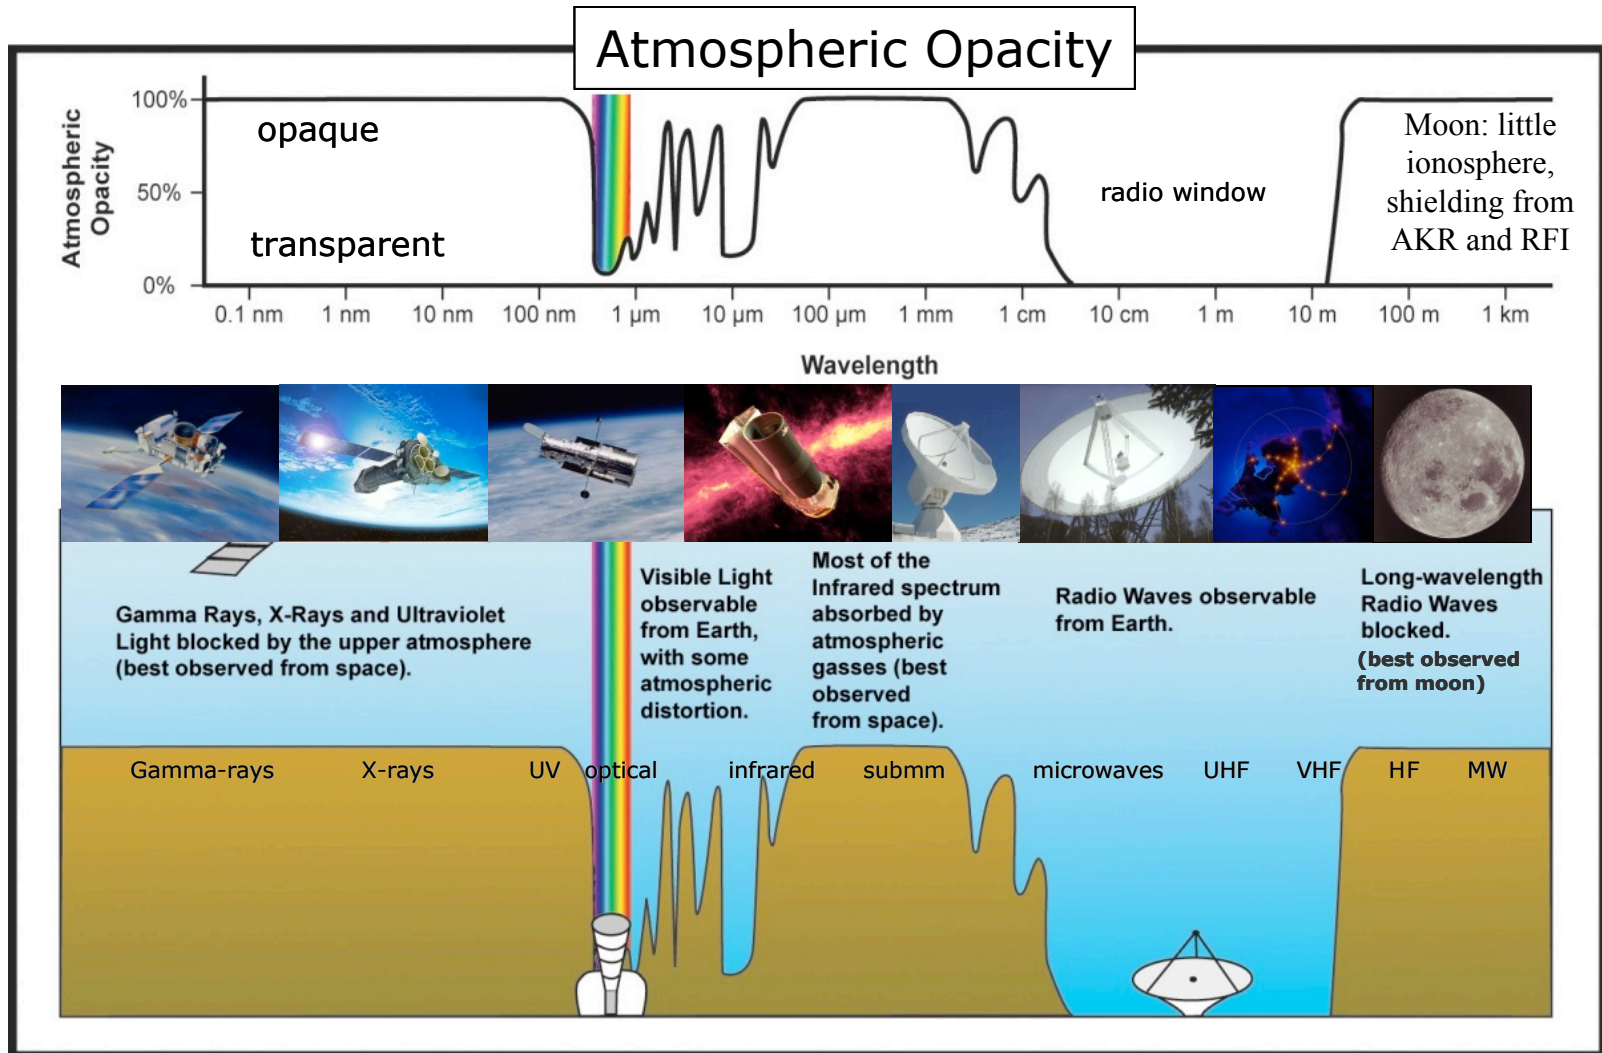 Atmospheric Opacity
Atmospheric
Opacity
100%
50%
0%
opaque
transparent
radio window
Moon: little
ionosphere,
shielding from
AKR and RFI
0.1 nm
1 nm
10 nm
100 nm
1 µm
10 µm
100 µm
1 mm
1 cm
10 cm
1 m
10 m
100 m
1 km
Wavelength
Gamma Rays, X-Rays and Ultraviolet
Light blocked by the upper atmosphere
(best observed from space).
Visible Light
observable
from Earth,
with some
atmospheric
distortion.
Most of the
Infrared spectrum
absorbed by
atmospheric
gasses (best
observed
from space).
Radio Waves observable
from Earth.
Long-wavelength
Radio Waves
blocked.
(best observed
from moon)
Gamma-rays
X-rays
UV
optical
infrared
submm
microwaves
UHF
VHF
HF
MW